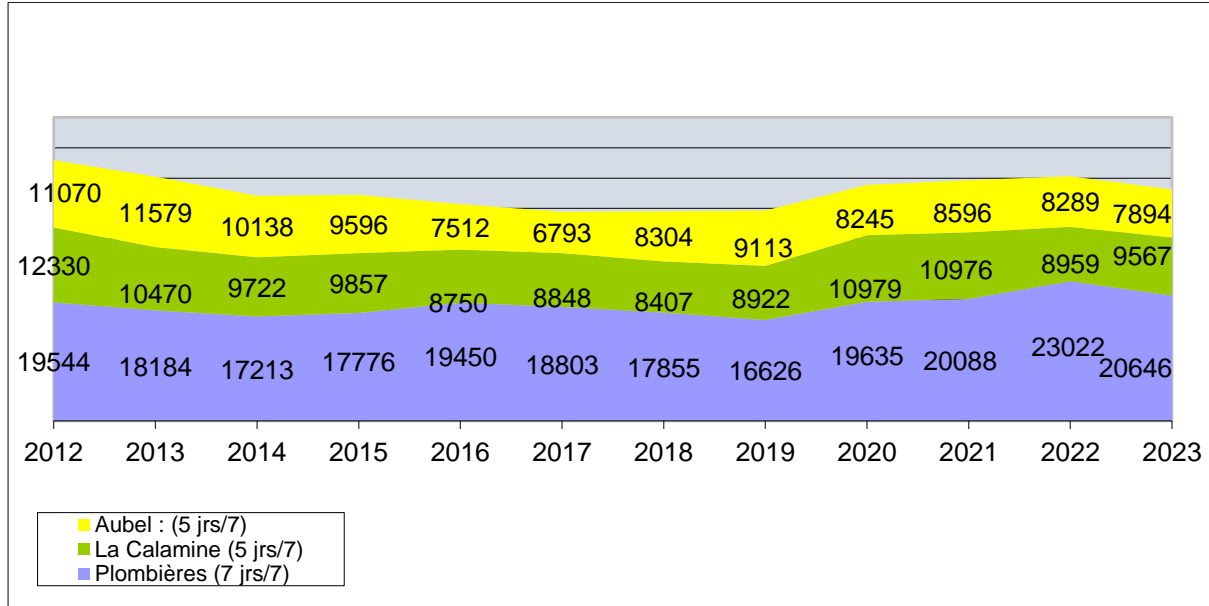 11070 11579 10138 9596 7512 6793 8304 9113 8245 8596 8289 7894
12330 10470 9722 9857 8750 8848 8407 8922 10979 10976 8959 9567
19544 18184 17213 17776 19450 18803 17855 16626 19635 20088 23022 20646
2012 2013 2014 2015 2016 2017 2018 2019 2020 2021 2022 2023
Aubel : (5 jrs/7)
La Calamine (5 jrs/7)
Plombières (7 jrs/7)